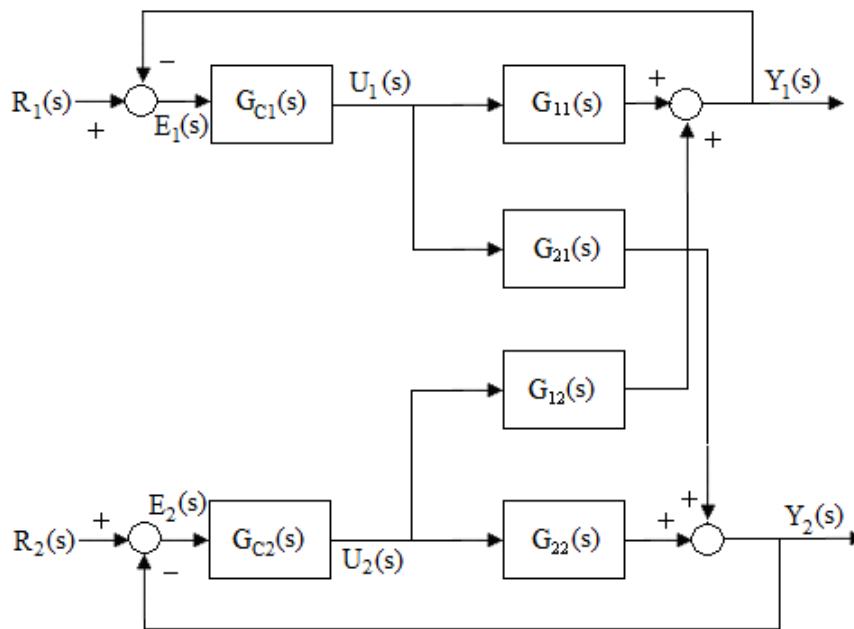 −
R₁(s)
+
E₁(s)
G_C1(s)
U₁(s)
G₁₁(s)
+
+
Y₁(s)
G₂₁(s)
G₁₂(s)
R₂(s)
+
−
E₂(s)
G_C2(s)
U₂(s)
G₂₂(s)
+
+
Y₂(s)